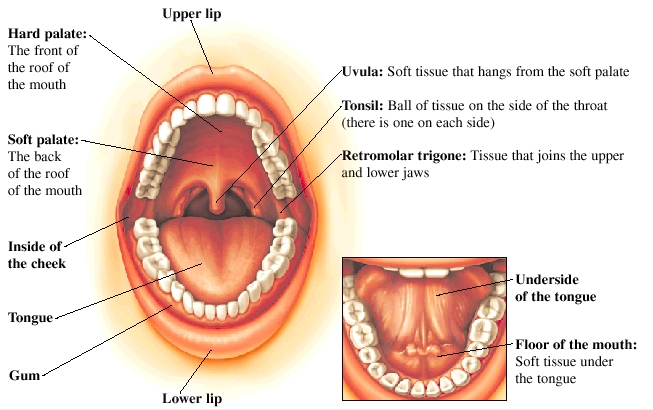 Upper lip
Hard palate:
The front of
the roof of
the mouth
Soft palate:
The back
of the roof
of the mouth
Inside of
the cheek
Tongue
Gum
Lower lip
Uvula: Soft tissue that hangs from the soft palate
Tonsil: Ball of tissue on the side of the throat
(there is one on each side)
Retromolar trigone: Tissue that joins the upper
and lower jaws
Underside
of the tongue
Floor of the mouth:
Soft tissue under
the tongue